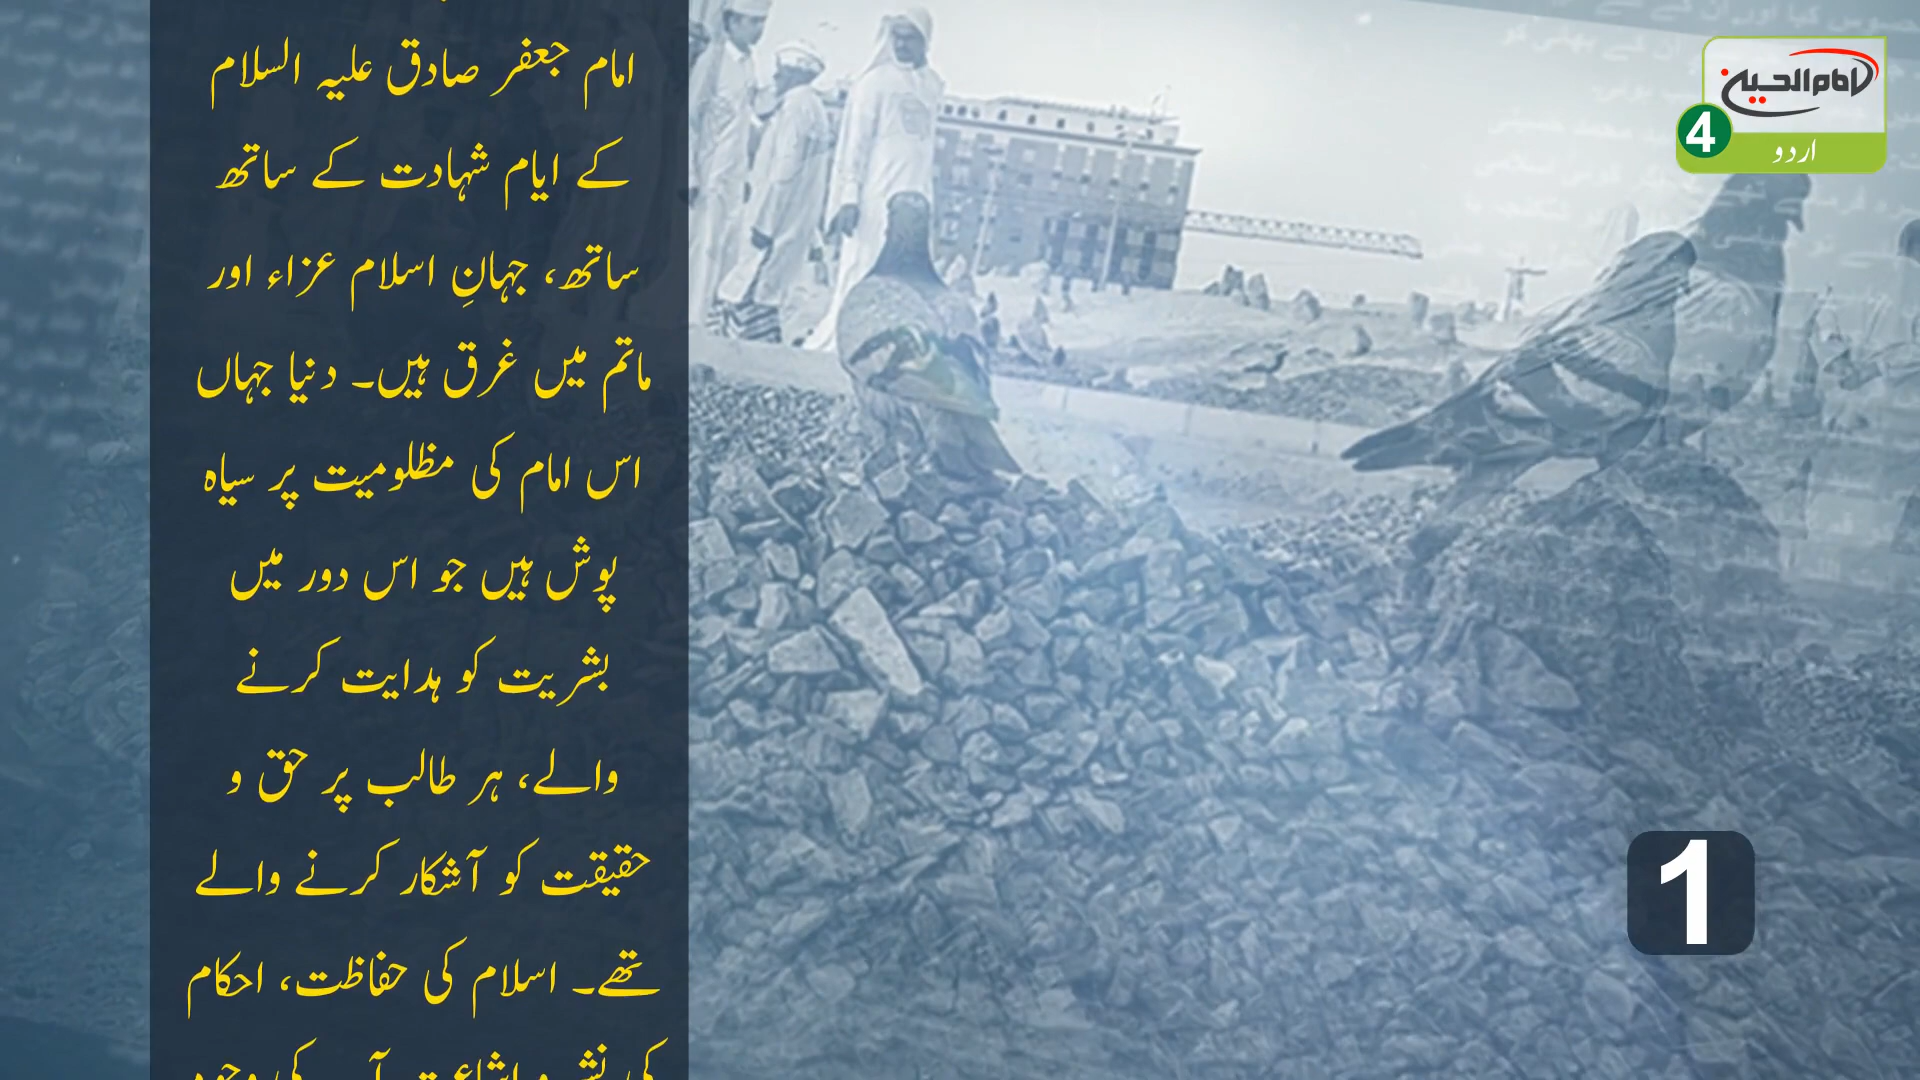 امام جعفر صادق علیہ السلام
کے ایام شہادت کے ساتھ
ساتھ، جہانِ اسلام عزاء اور
ماتم میں غرق ہیں۔ دنیا جہاں
اس امام کی مظلومیت پر سیاہ
پوش ہیں جو اس دور میں
بشریت کو ہدایت کرنے
والے، ہر طالب پر حق و
حقیقت کو آشکار کرنے والے
تھے۔ اسلام کی حفاظت، احکام
کی نشر و اشاعت
امام الحسین
4
اردو
1